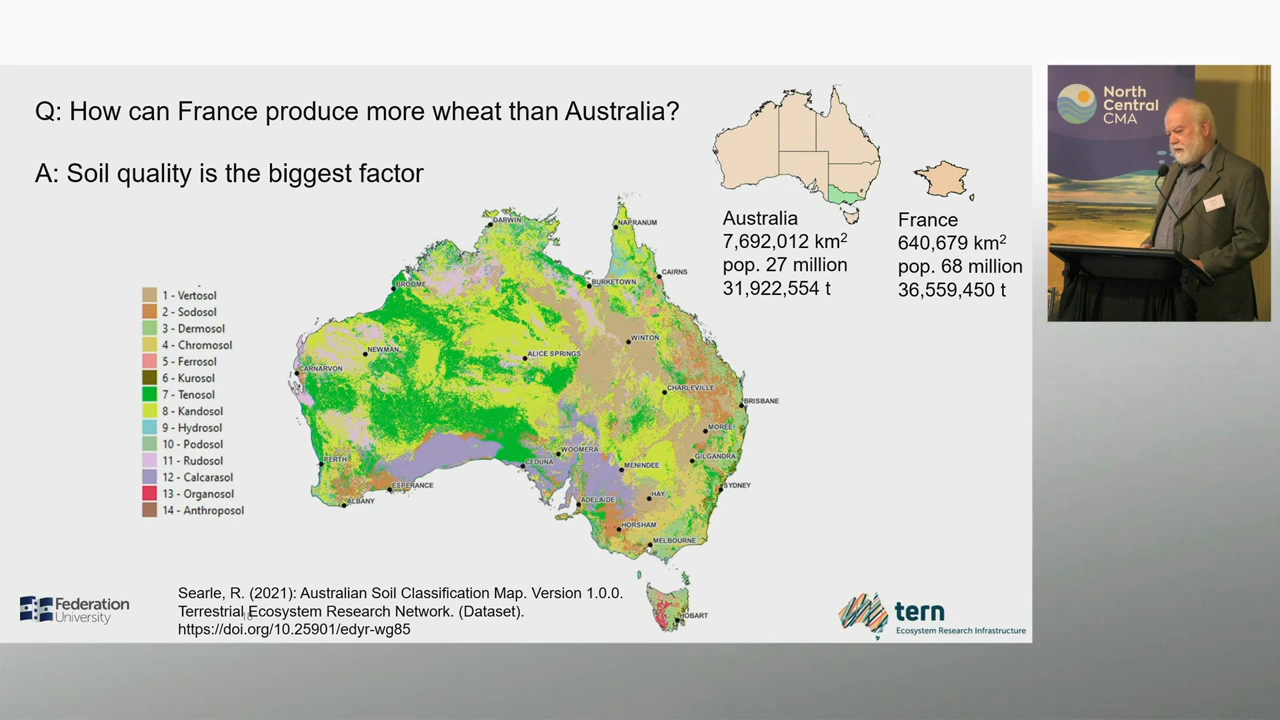 Q: How can France produce more wheat than Australia?
A: Soil quality is the biggest factor
Australia
7,692,012 km²
pop. 27 million
31,922,554 t
France
640,679 km²
pop. 68 million
36,559,450 t
North
Central
CMA
1 - Vertosol
2 - Sodosol
3 - Dermosol
4 - Chromosol
5 - Ferrosol
6 - Kurosol
7 - Tenosol
8 - Kandosol
9 - Hydrosol
10 - Podosol
11 - Rudosol
12 - Calcarasol
13 - Organosol
14 - Anthroposol
DARWIN
NAPRANUM
CAIRNS
BROOME
BURKETOWN
WINTON
NEWMAN
ALICE SPRINGS
CARNARVON
CHARLEVILLE
BRISBANE
MOREE
WOOMERA
GILGANDRA
PERTH
CEDUNA
MENINDEE
ESPERANCE
SYDNEY
ALBANY
ADELAIDE
HAY
HORSHAM
MELBOURNE
HOBART
Federation
University
Searle, R. (2021): Australian Soil Classification Map. Version 1.0.0.
Terrestrial Ecosystem Research Network. (Dataset).
https://doi.org/10.25901/edyr-wg85
tern
Ecosystem Research Infrastructure